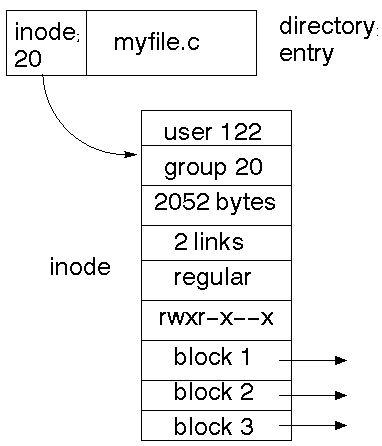 inode:
20
myfile.c
directory:
entry
inode
user 122
group 20
2052 bytes
2 links
regular
rwxr-x--x
block 1
block 2
block 3